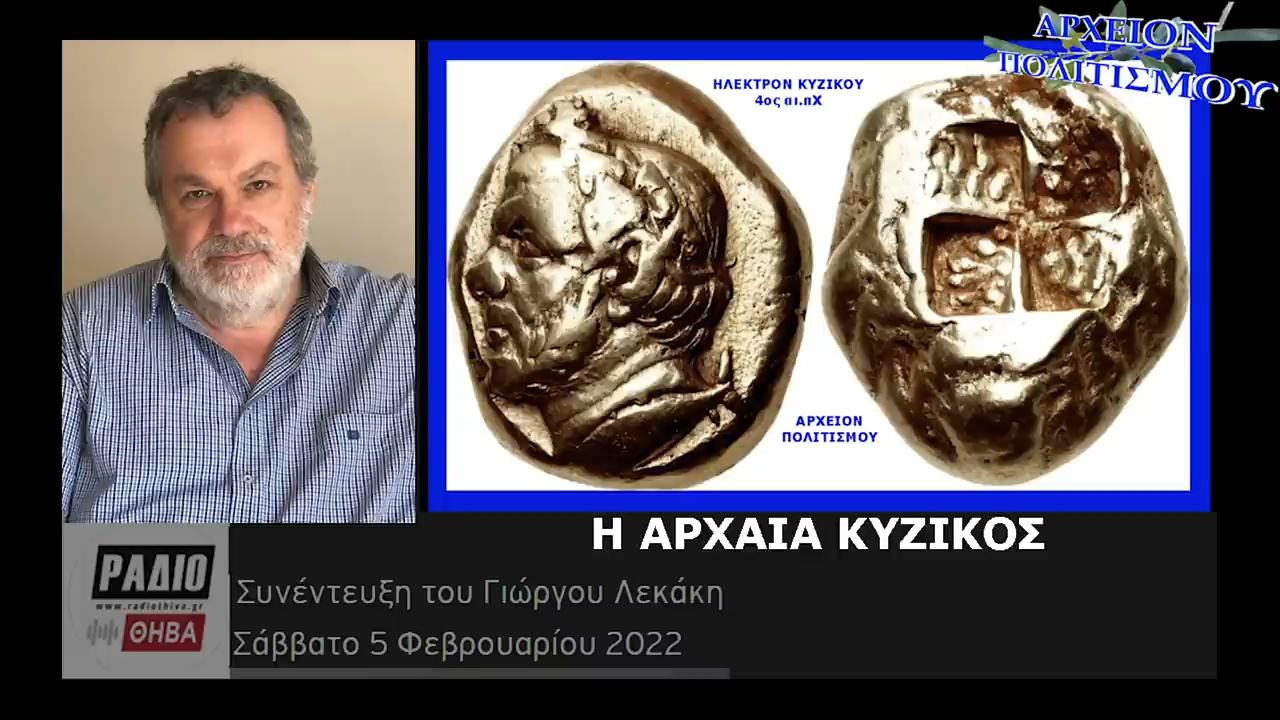 ΑΡΧΕΙΟΝ
ΠΟΛΙΤΙΣΜΟΥ
ΗΛΕΚΤΡΟΝ ΚΥΖΙΚΟΥ
4ος αι.πΧ
ΑΡΧΕΙΟΝ
ΠΟΛΙΤΙΣΜΟΥ
Η ΑΡΧΑΙΑ ΚΥΖΙΚΟΣ
ΡΑΔΙΟ
www.radiothiva.gr
ΘΗΒΑ
Συνέντευξη του Γιώργου Λεκάκη
Σάββατο 5 Φεβρουαρίου 2022